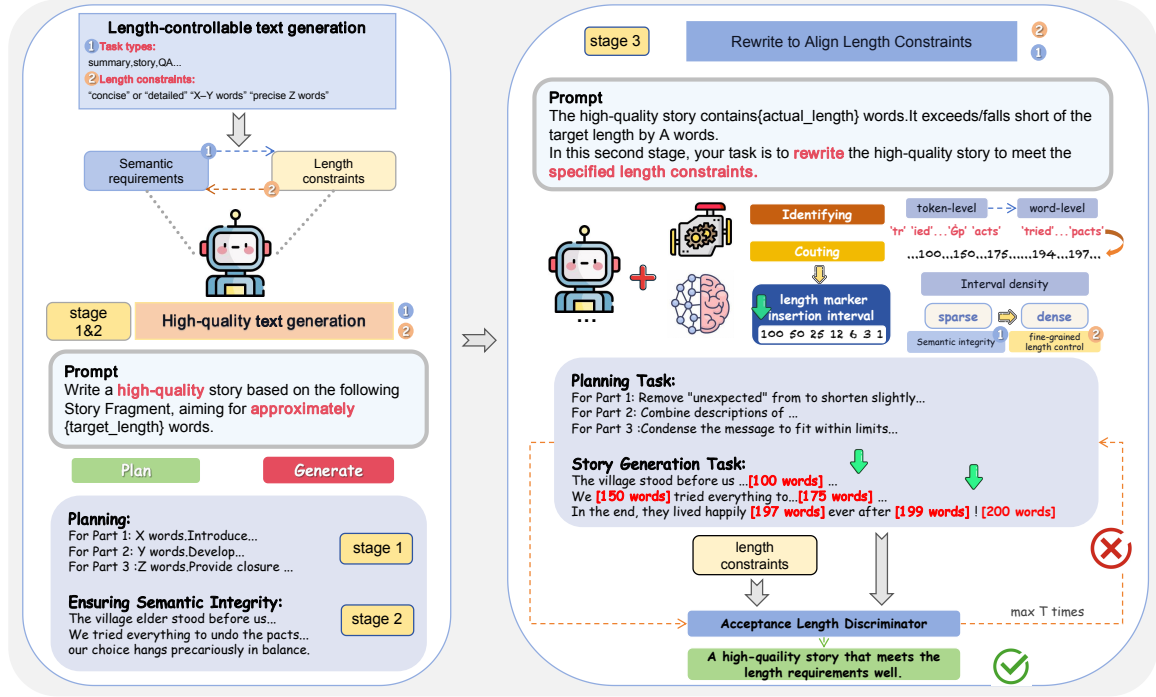 Length-controllable text generation
1 Task types:
summary,story,QA...
2 Length constraints:
“concise” or “detailed” “X–Y words” “precise Z words”
Semantic
requirements
1
Length
constraints
2
stage
1&2
High-quality text generation
1
2
Prompt
Write a high-quality story based on the following
Story Fragment, aiming for approximately
{target_length} words.
Plan
Generate
Planning:
For Part 1: X words.Introduce...
For Part 2: Y words.Develop...
For Part 3 :Z words.Provide closure ...
stage 1
Ensuring Semantic Integrity:
The village elder stood before us...
We tried everything to undo the pacts...
our choice hangs precariously in balance.
stage 2
stage 3
Rewrite to Align Length Constraints
2
1
Prompt
The high-quality story contains{actual_length} words.It exceeds/falls short of the
target length by A words.
In this second stage, your task is to rewrite the high-quality story to meet the
specified length constraints.
...
Identifying
Couting
length marker
insertion interval
100 50 25 12 6 3 1
token-level
word-level
'tr' 'ied'...'Ġp' 'acts'
'tried'...'pacts'
...100...150...175......194...197...
Interval density
sparse
dense
Semantic integrity
1
fine-grained
length control
2
Planning Task:
For Part 1: Remove "unexpected" from to shorten slightly...
For Part 2: Combine descriptions of ...
For Part 3 :Condense the message to fit within limits...
Story Generation Task:
The village stood before us ...[100 words] ...
We [150 words] tried everything to...[175 words] ...
In the end, they lived happily [197 words] ever after [199 words] ! [200 words]
length
constraints
Acceptance Length Discriminator
max T times
A high-quaility story that meets the
length requirements well.